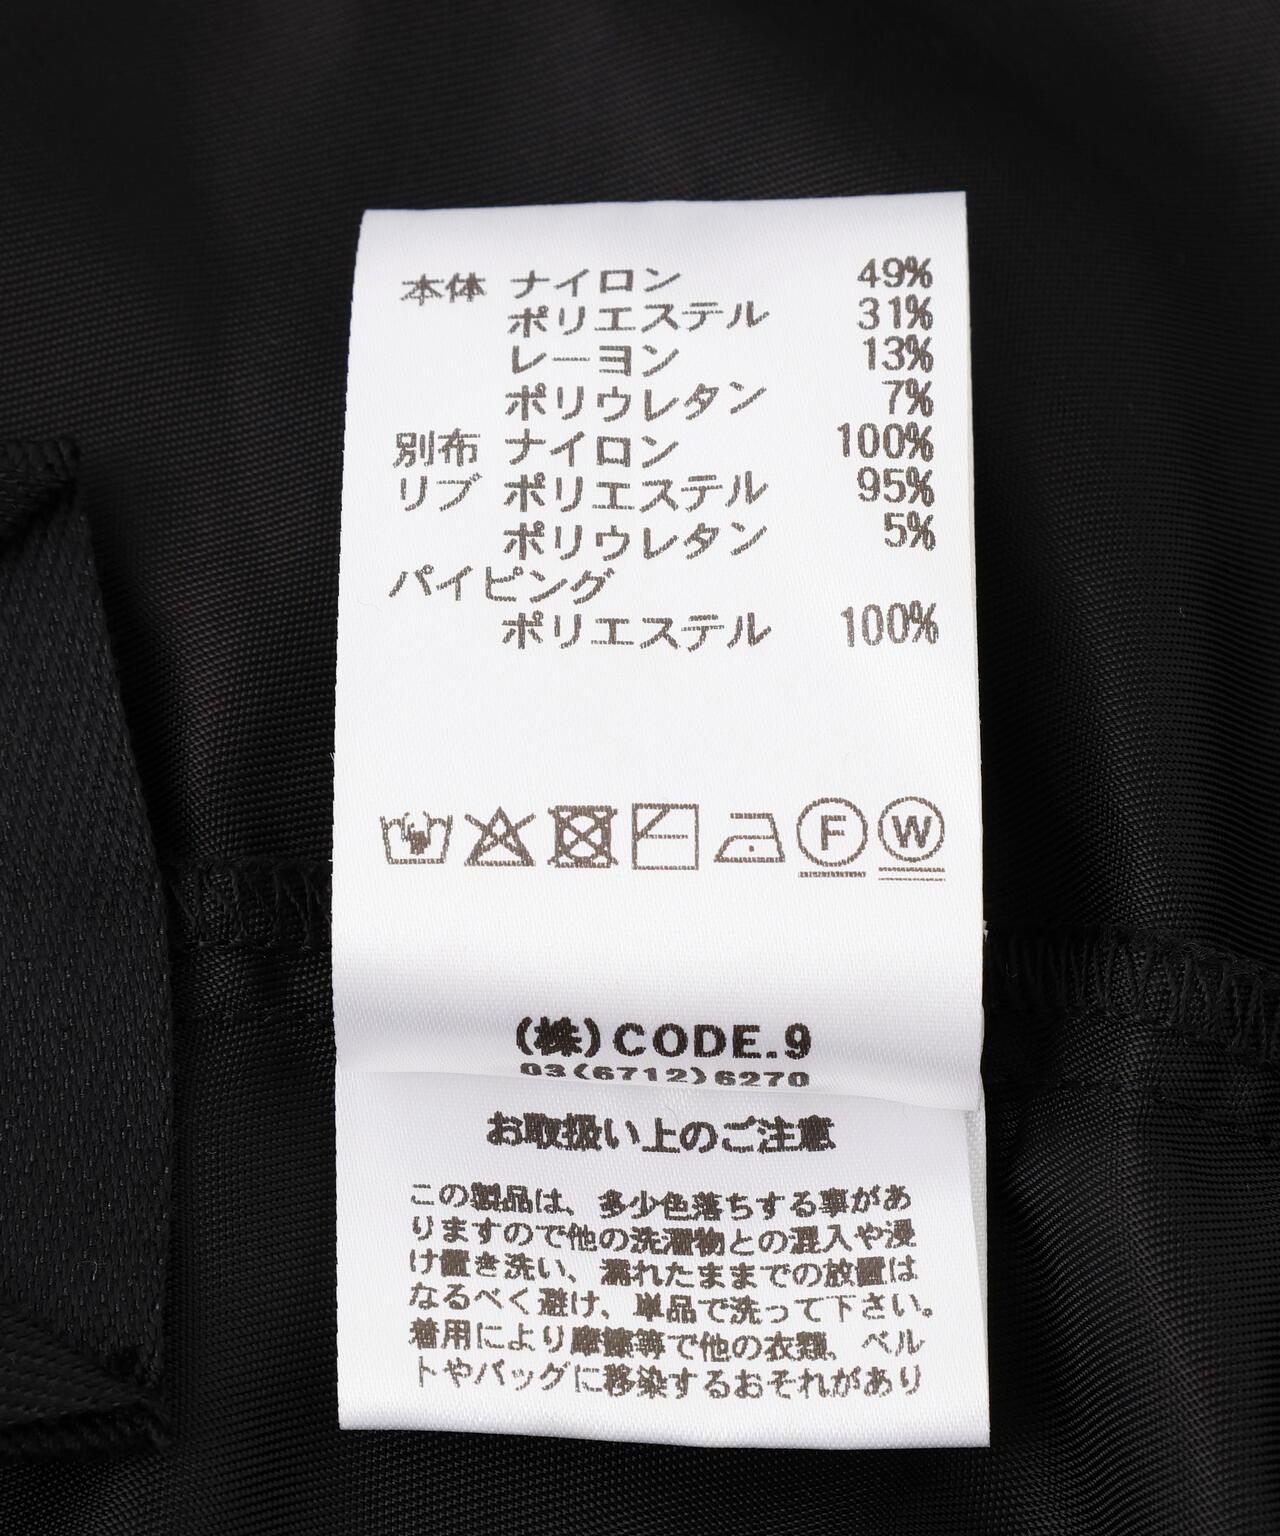 本体 ナイロン 49%
ポリエステル 31%
レーヨン 13%
ポリウレタン 7%
別布 ナイロン 100%
リブ ポリエステル 95%
ポリウレタン 5%
パイピング
ポリエステル 100%
F W
(株)CODE.9
03(6712)6270
お取扱い上のご注意
この製品は、多少色落ちする事があ
りますので他の洗濯物との混入や浸
け置き洗い、濡れたままでの放置は
なるべく避け、単品で洗って下さい。
着用により摩擦等で他の衣類、ベル
トやバッグに移染するおそれがあり